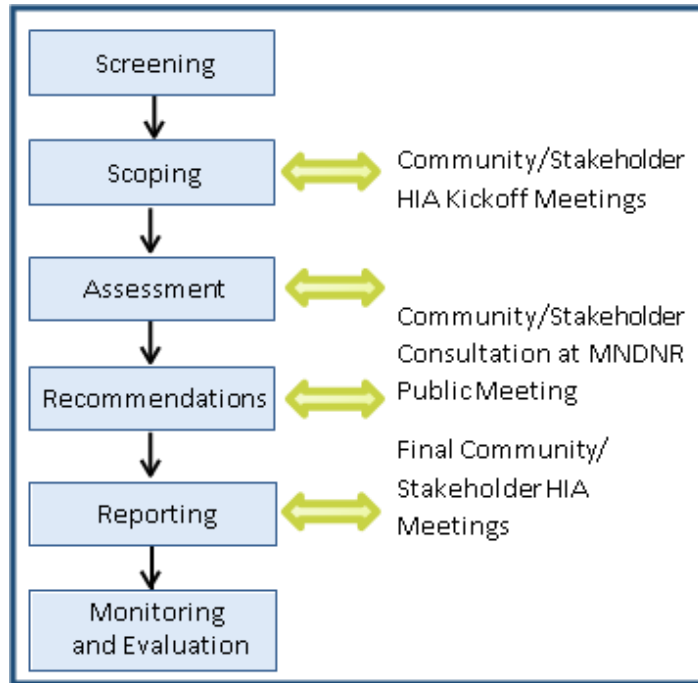 Screening
Scoping
Community/Stakeholder
HIA Kickoff Meetings
Assessment
Community/Stakeholder
Consultation at MNDNR
Public Meeting
Recommendations
Final Community/
Stakeholder HIA
Meetings
Reporting
Monitoring
and Evaluation